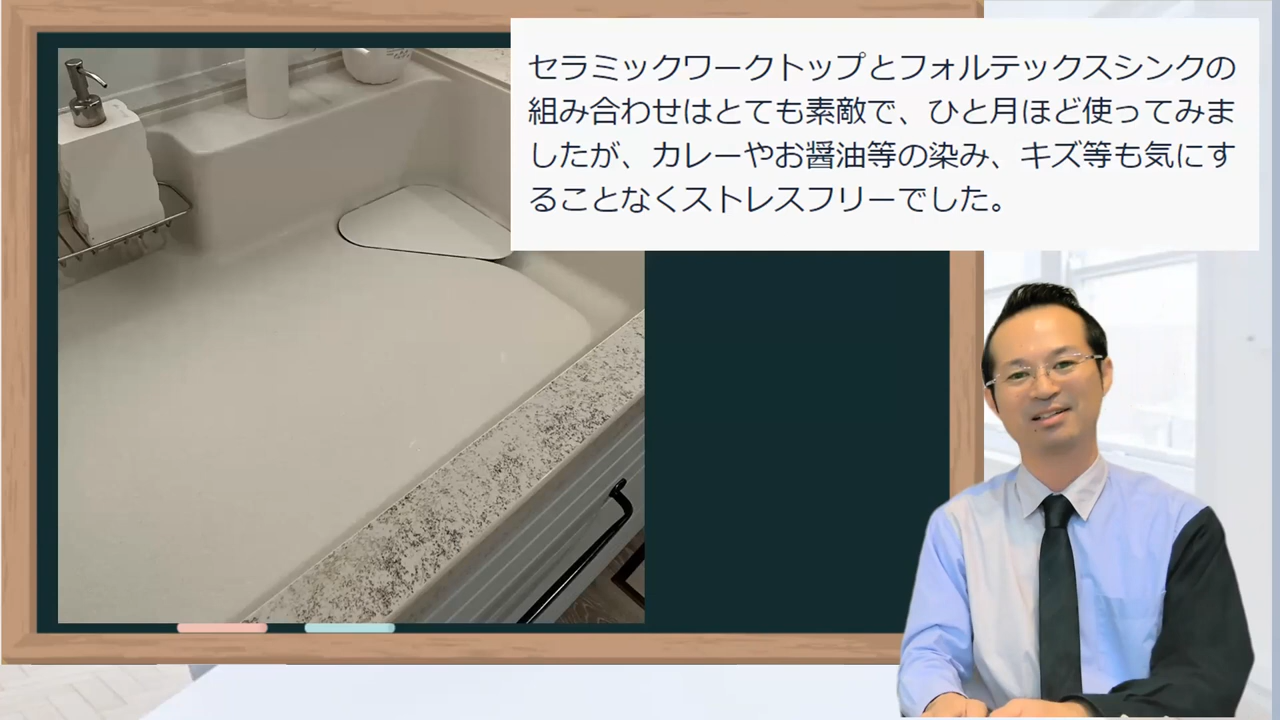 セラミックワークトップとフォルテックスシンクの
組み合わせはとても素敵で、ひと月ほど使ってみま
したが、カレーやお醤油等の染み、キズ等も気にす
ることなくストレスフリーでした。